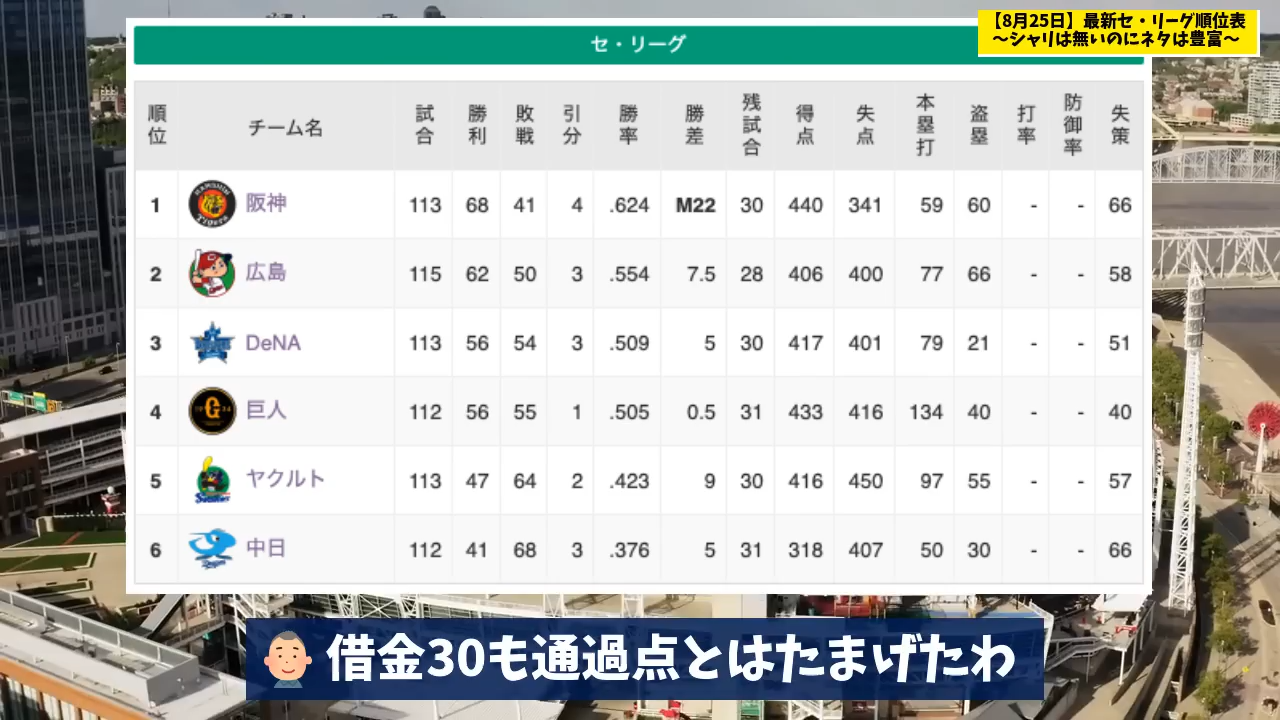 【8月25日】最新セ・リーグ順位表
～シャリは無いのにネタは豊富～
セ・リーグ
順位 チーム名 試合 勝利 敗戦 引分 勝率 勝差 残試合 得点 失点 本塁打 盗塁 打率 防御率 失策
1 阪神 113 68 41 4 .624 M22 30 440 341 59 60 - - 66
2 広島 115 62 50 3 .554 7.5 28 406 400 77 66 - - 58
3 DeNA 113 56 54 3 .509 5 30 417 401 79 21 - - 51
4 巨人 112 56 55 1 .505 0.5 31 433 416 134 40 - - 40
5 ヤクルト 113 47 64 2 .423 9 30 416 450 97 55 - - 57
6 中日 112 41 68 3 .376 5 31 318 407 50 30 - - 66
借金30も通過点とはたまげたわ